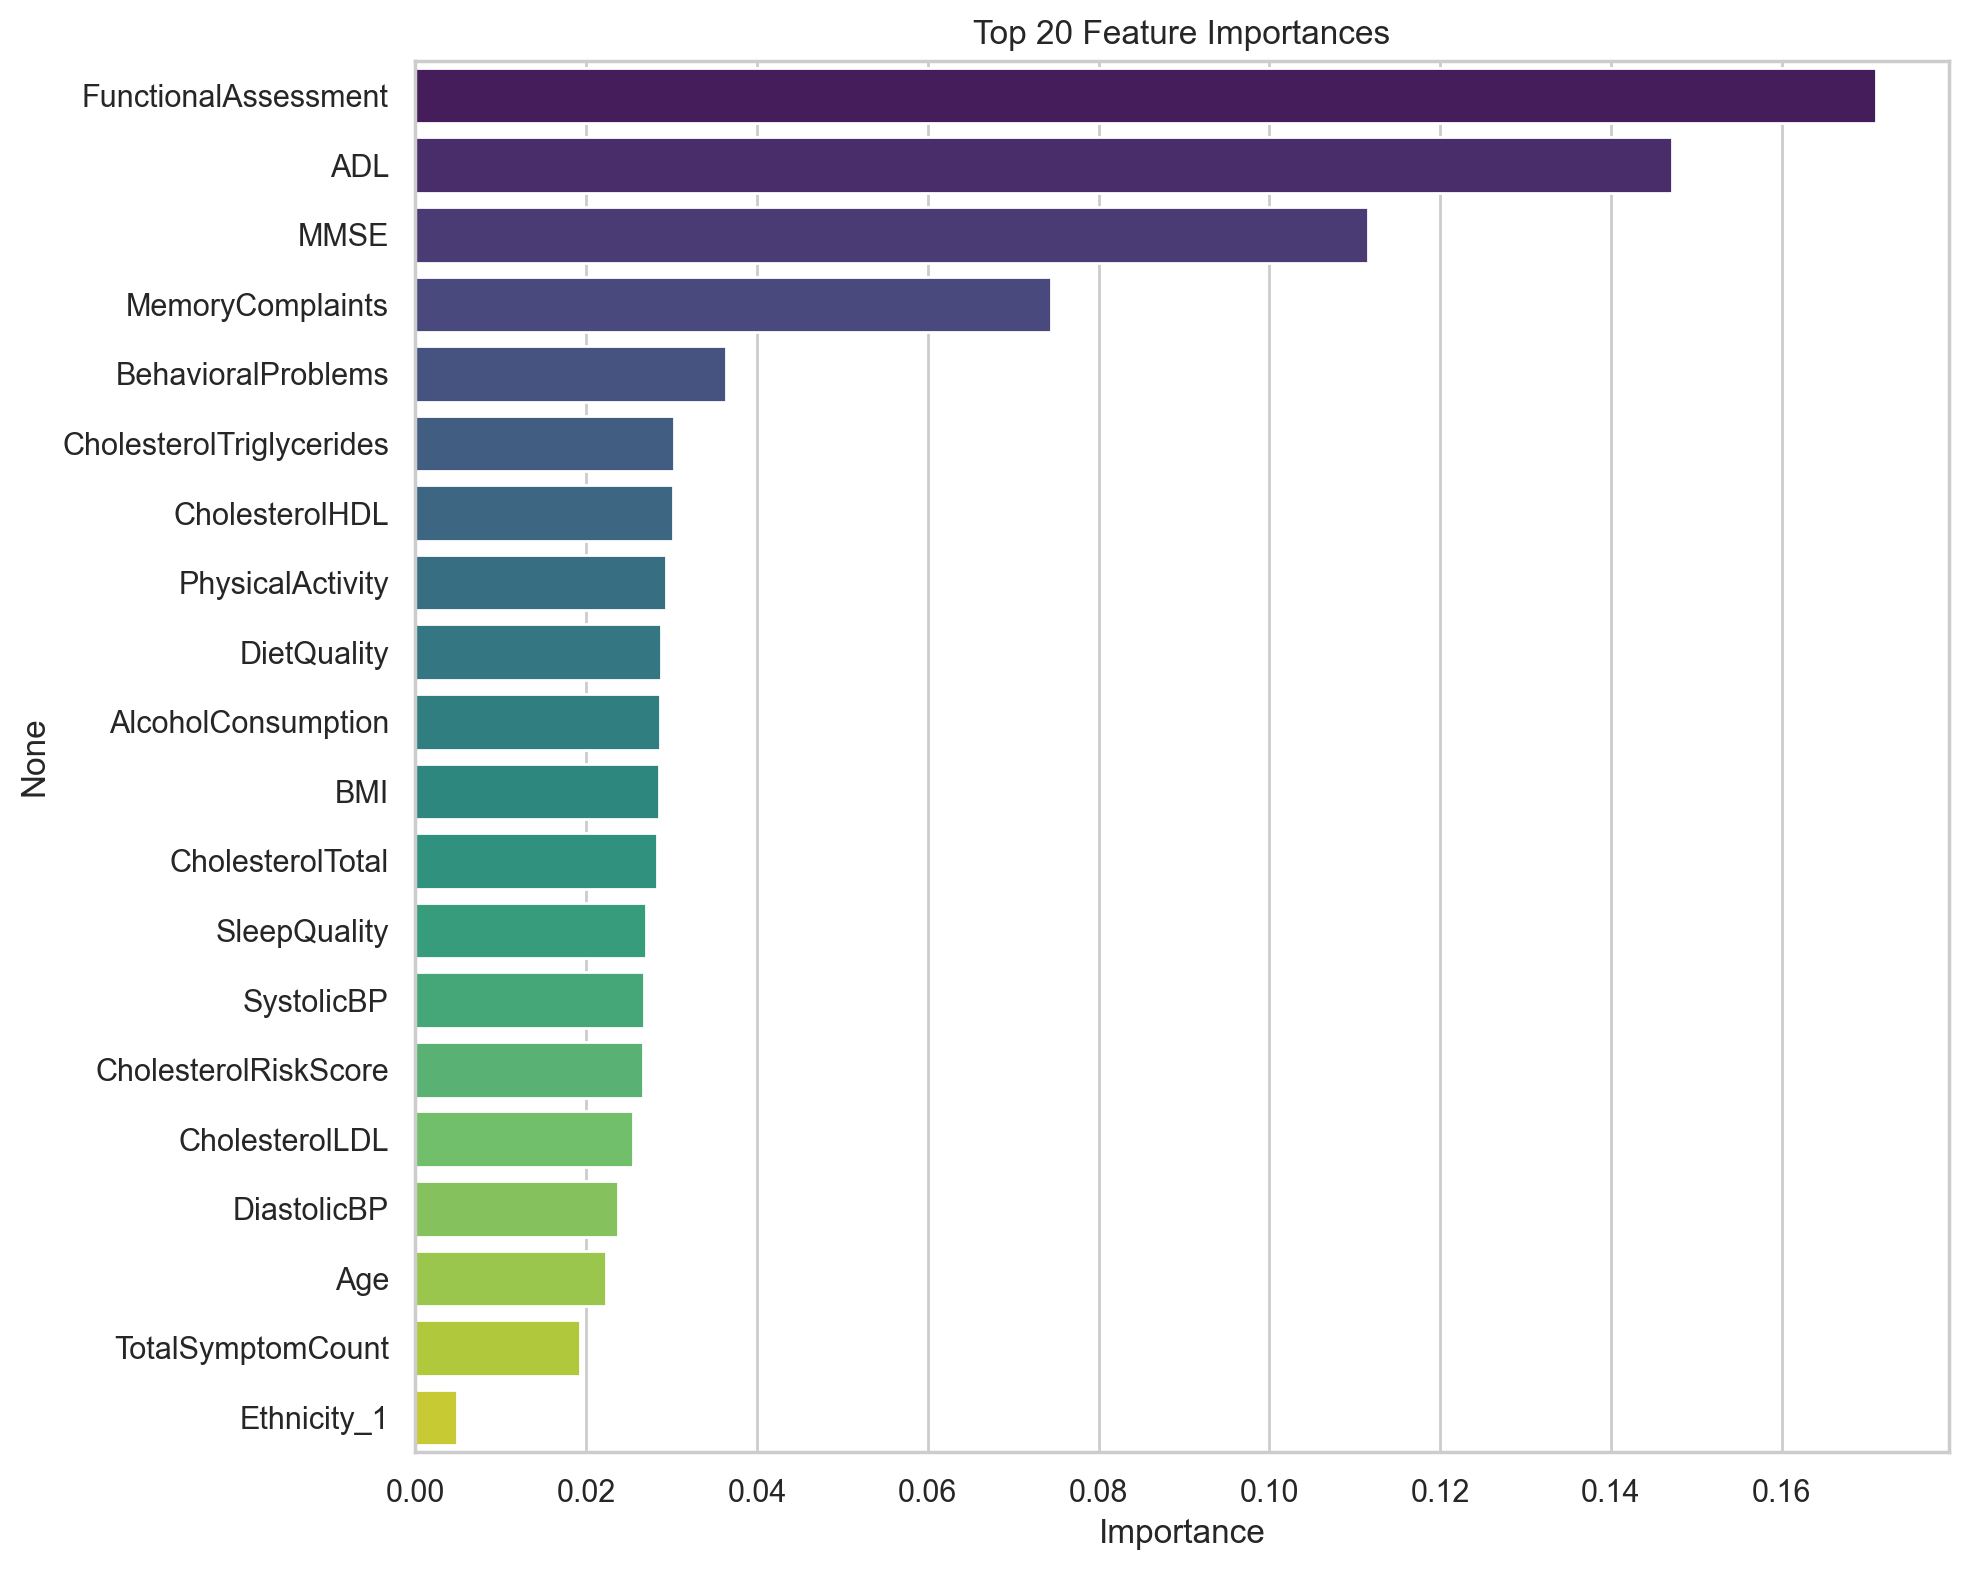 Top 20 Feature Importances
FunctionalAssessment
ADL
MMSE
MemoryComplaints
BehavioralProblems
CholesterolTriglycerides
CholesterolHDL
PhysicalActivity
DietQuality
AlcoholConsumption
BMI
CholesterolTotal
SleepQuality
SystolicBP
CholesterolRiskScore
CholesterolLDL
DiastolicBP
Age
TotalSymptomCount
Ethnicity_1
None
0.00 0.02 0.04 0.06 0.08 0.10 0.12 0.14 0.16
Importance